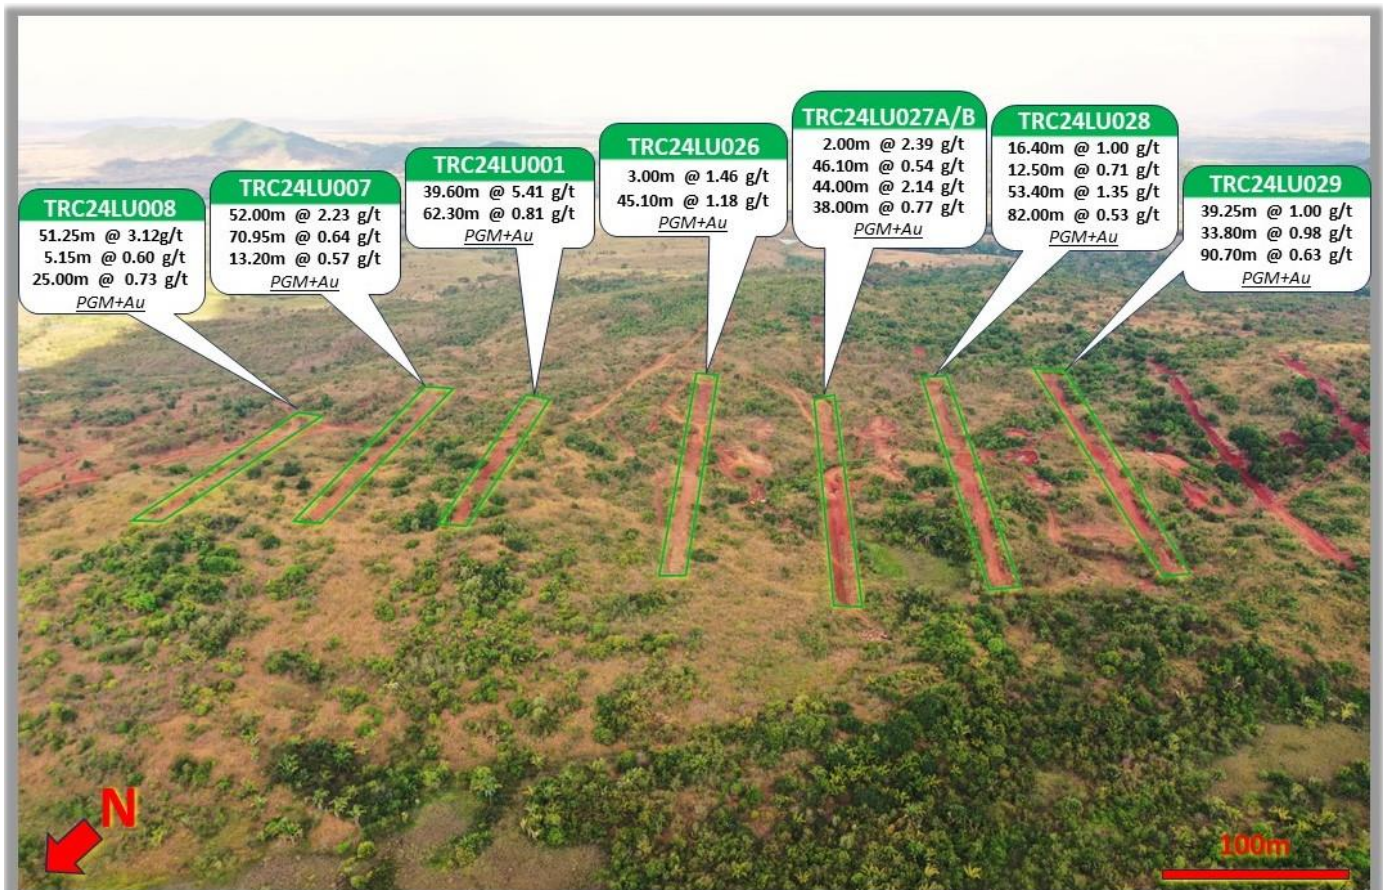 TRC24LU008
51.25m @ 3.12g/t
5.15m @ 0.60 g/t
25.00m @ 0.73 g/t
PGM+Au
TRC24LU007
52.00m @ 2.23 g/t
70.95m @ 0.64 g/t
13.20m @ 0.57 g/t
PGM+Au
TRC24LU001
39.60m @ 5.41 g/t
62.30m @ 0.81 g/t
PGM+Au
TRC24LU026
3.00m @ 1.46 g/t
45.10m @ 1.18 g/t
PGM+Au
TRC24LU027A/B
2.00m @ 2.39 g/t
46.10m @ 0.54 g/t
44.00m @ 2.14 g/t
38.00m @ 0.77 g/t
PGM+Au
TRC24LU028
16.40m @ 1.00 g/t
12.50m @ 0.71 g/t
53.40m @ 1.35 g/t
82.00m @ 0.53 g/t
PGM+Au
TRC24LU029
39.25m @ 1.00 g/t
33.80m @ 0.98 g/t
90.70m @ 0.63 g/t
PGM+Au
N
100m